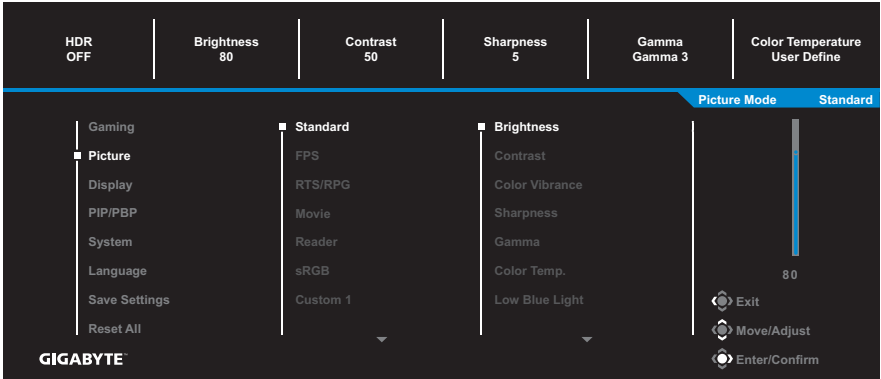 HDR Brightness Contrast Sharpness Gamma Color Temperature
OFF 80 50 5 Gamma 3 User Define
Picture Mode Standard
Gaming Standard Brightness
Picture FPS Contrast
Display RTS/RPG Color Vibrance
PIP/PBP Movie Sharpness
System Reader Gamma
Language sRGB Color Temp.
80
Save Settings Custom 1 Low Blue Light Exit
Reset All Move/Adjust
GIGABYTE™ Enter/Confirm